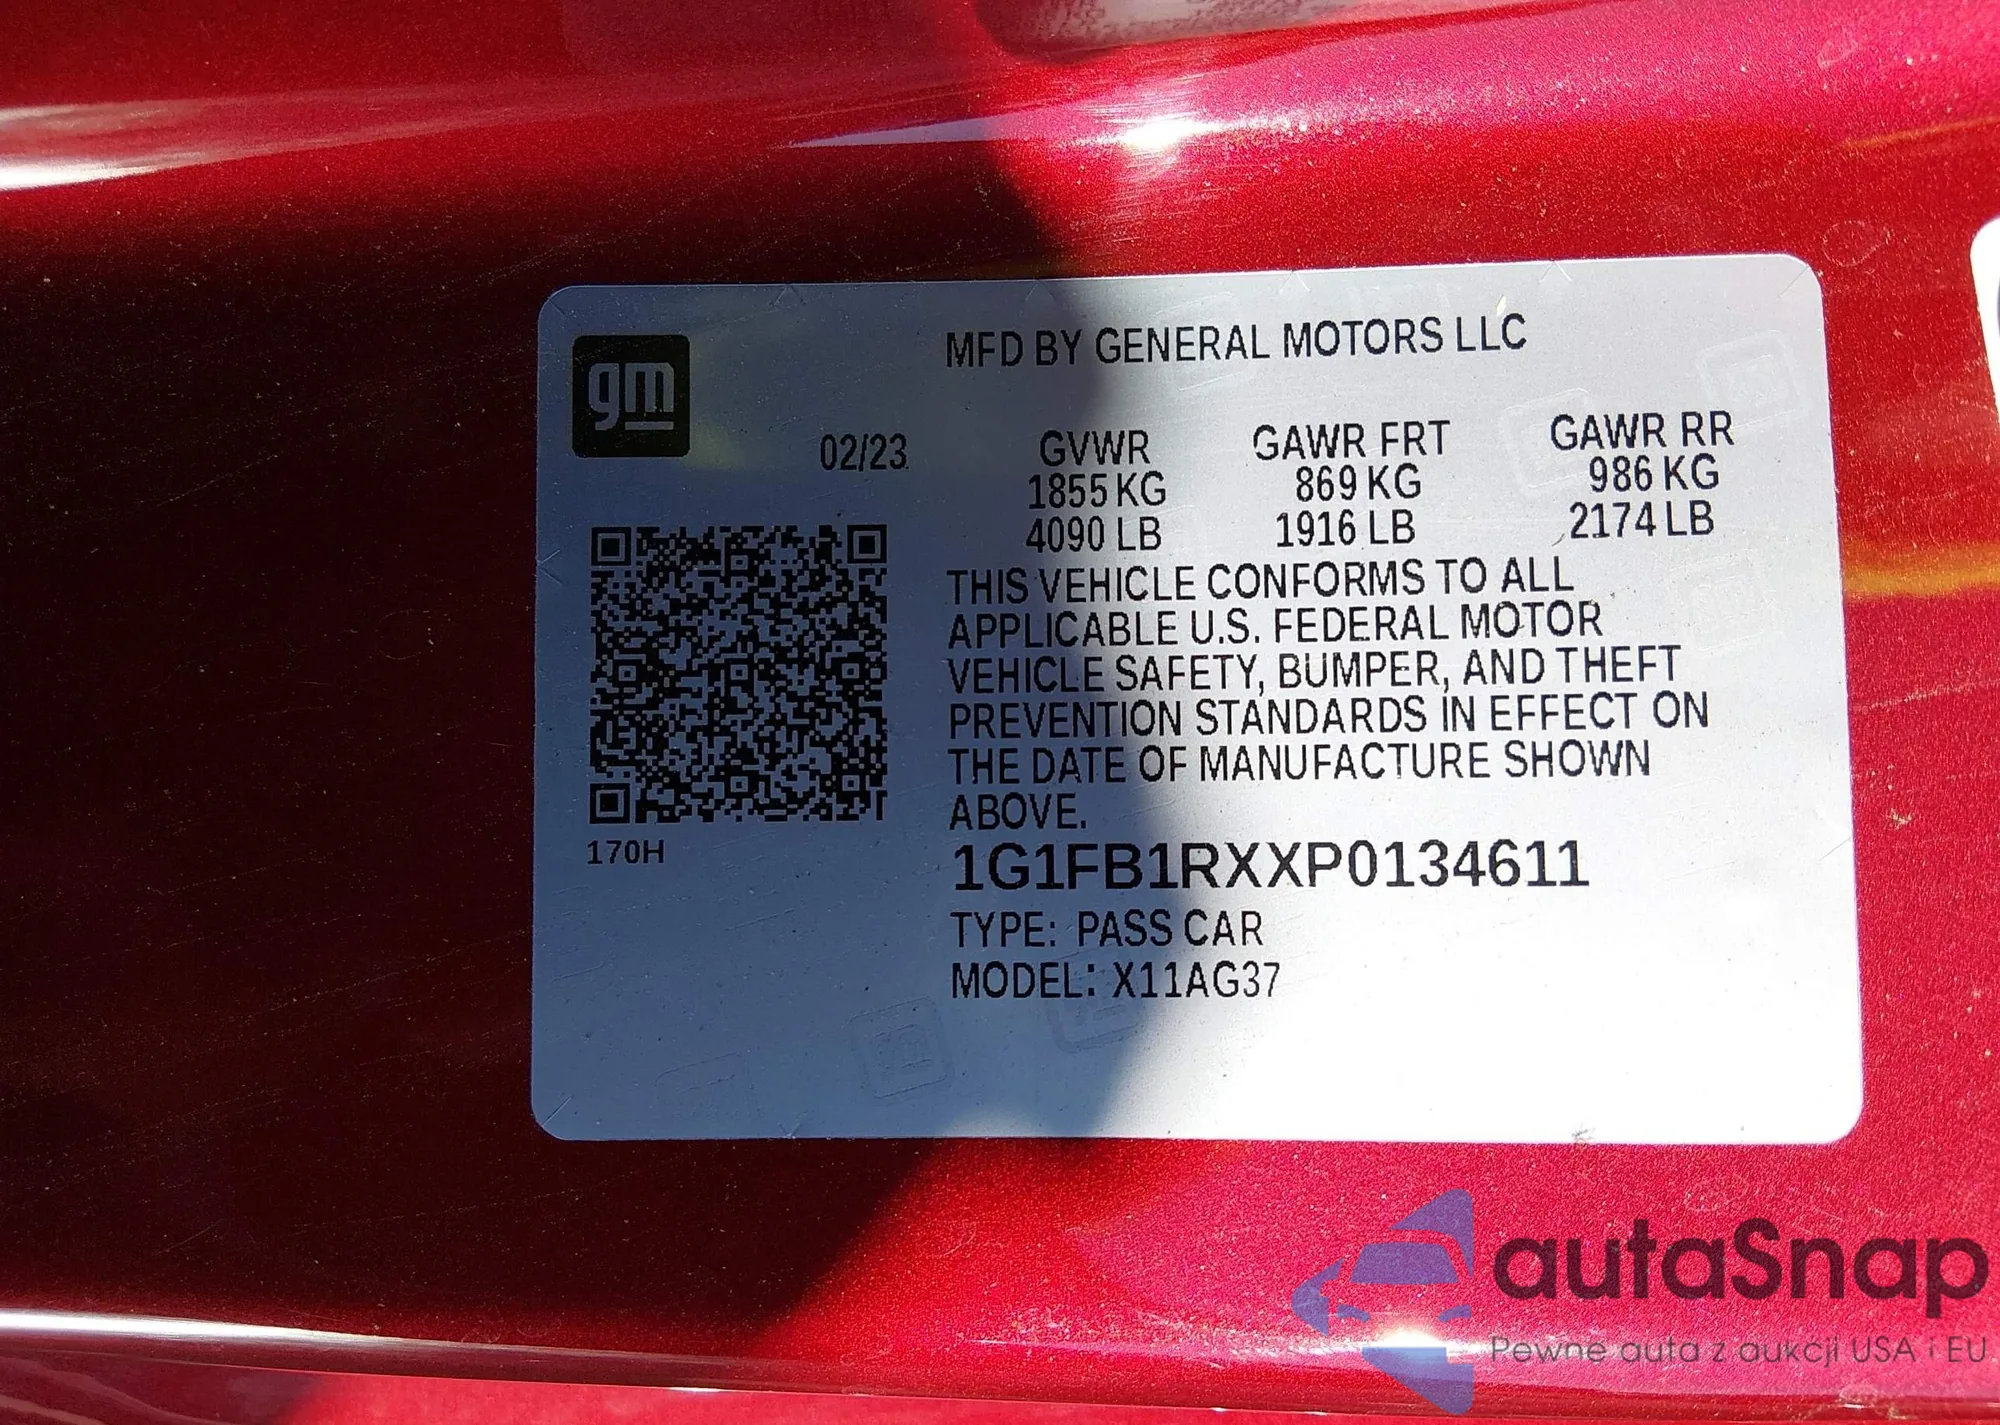 gm
MFD BY GENERAL MOTORS LLC
02/23
GVWR GAWR FRT GAWR RR
1855 KG 869 KG 986 KG
4090 LB 1916 LB 2174 LB
THIS VEHICLE CONFORMS TO ALL
APPLICABLE U.S. FEDERAL MOTOR
VEHICLE SAFETY, BUMPER, AND THEFT
PREVENTION STANDARDS IN EFFECT ON
THE DATE OF MANUFACTURE SHOWN
ABOVE.
170H
1G1FB1RXXP0134611
TYPE: PASS CAR
MODEL: X11AG37
autaSnap
Pewne auta z aukcji USA i EU